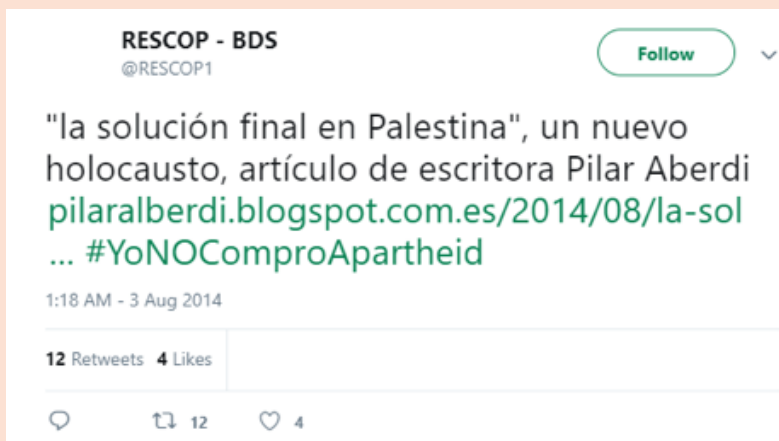 RESCOP - BDS
@RESCOP1
Follow
"la solución final en Palestina", un nuevo
holocausto, artículo de escritora Pilar Aberdi
pilaralberdi.blogspot.com.es/2014/08/la-sol
... #YoNOComproApartheid
1:18 AM - 3 Aug 2014
12 Retweets 4 Likes
12 4